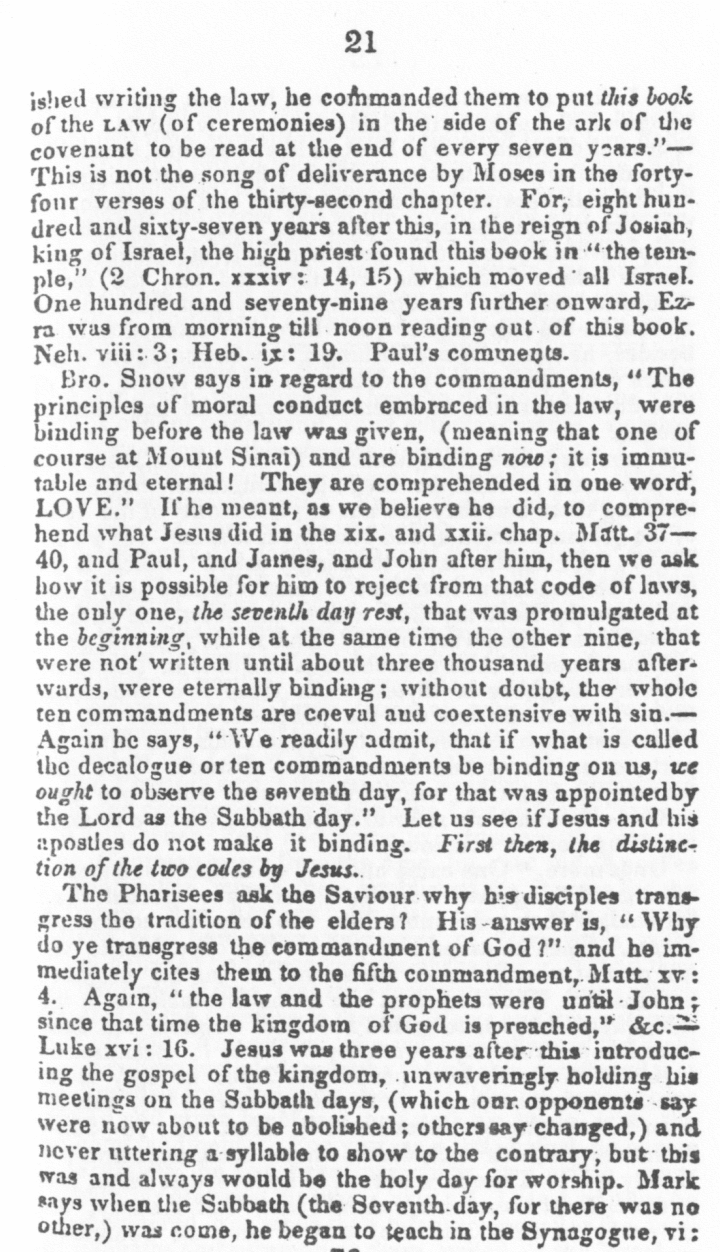 21
ished writing the law, he commanded them to put this book
of the LAW (of ceremonies) in the side of the ark of the
covenant to be read at the end of every seven years."—
This is not the song of deliverance by Moses in the forty-
four verses of the thirty-second chapter. For, eight hun-
dred and sixty-seven years after this, in the reign of Josiah,
king of Israel, the high priest found this book in "the tem-
ple," (2 Chron. xxxiv: 14, 15) which moved all Israel.
One hundred and seventy-nine years further onward, Ez-
ra was from morning till noon reading out of this book.
Neh. viii: 3; Heb. ix: 19. Paul's comments.
Bro. Snow says in regard to the commandments, "The
principles of moral conduct embraced in the law, were
binding before the law was given, (meaning that one of
course at Mount Sinai) and are binding now; it is immu-
table and eternal! They are comprehended in one word,
LOVE." If he meant, as we believe he did, to compre-
hend what Jesus did in the xix. and xxii. chap. Matt. 37—
40, and Paul, and James, and John after him, then we ask
how it is possible for him to reject from that code of laws,
the only one, the seventh day rest, that was promulgated at
the beginning, while at the same time the other nine, that
were not written until about three thousand years after-
wards, were eternally binding; without doubt, the whole
ten commandments are coeval and coextensive with sin.—
Again he says, "We readily admit, that if what is called
the decalogue or ten commandments be binding on us, we
ought to observe the seventh day, for that was appointed by
the Lord as the Sabbath day." Let us see if Jesus and his
apostles do not make it binding. First then, the distinc-
tion of the two codes by Jesus.
The Pharisees ask the Saviour why his disciples trans-
gress the tradition of the elders? His answer is, "Why
do ye transgress the commandment of God?" and he im-
mediately cites them to the fifth commandment, Matt. xv:
4. Again, "the law and the prophets were until John;
since that time the kingdom of God is preached," &c.—
Luke xvi: 16. Jesus was three years after this introduc-
ing the gospel of the kingdom, unwaveringly holding his
meetings on the Sabbath days, (which our opponents say
were now about to be abolished; others say changed,) and
never uttering a syllable to show to the contrary, but this
was and always would be the holy day for worship. Mark
says when the Sabbath (the Seventh day, for there was no
other,) was come, he began to teach in the Synagogue, vi: